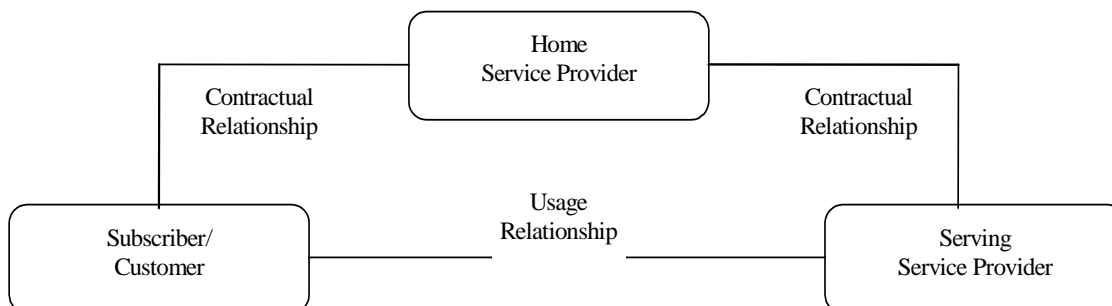 Home
Service Provider
Contractual
Relationship
Contractual
Relationship
Usage
Relationship
Subscriber/
Customer
Serving
Service Provider